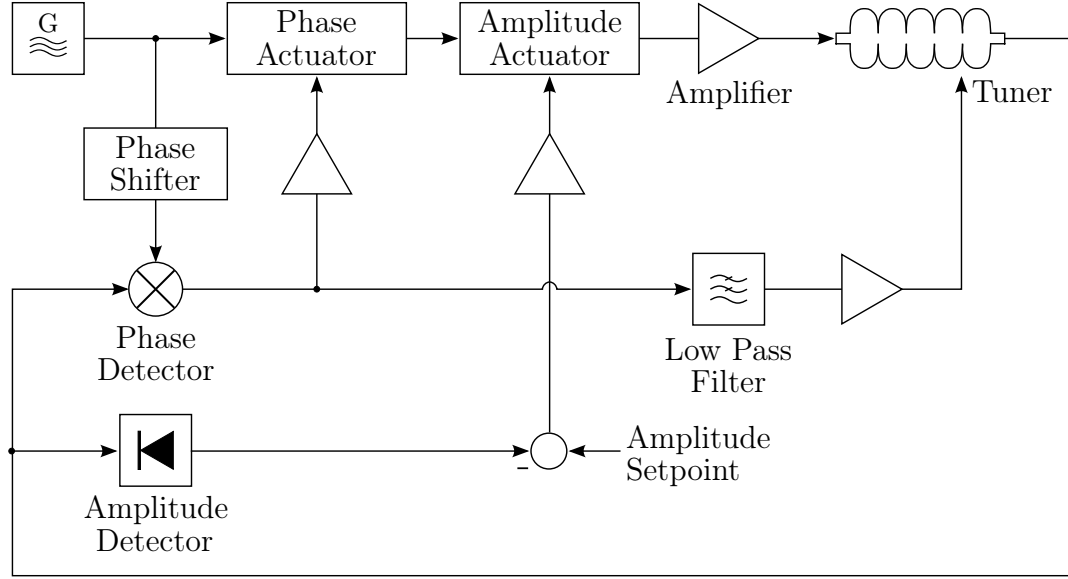 G
Phase
Actuator
Amplitude
Actuator
Amplifier
Tuner
Phase
Shifter
Phase
Detector
Low Pass
Filter
Amplitude
Setpoint
-
Amplitude
Detector